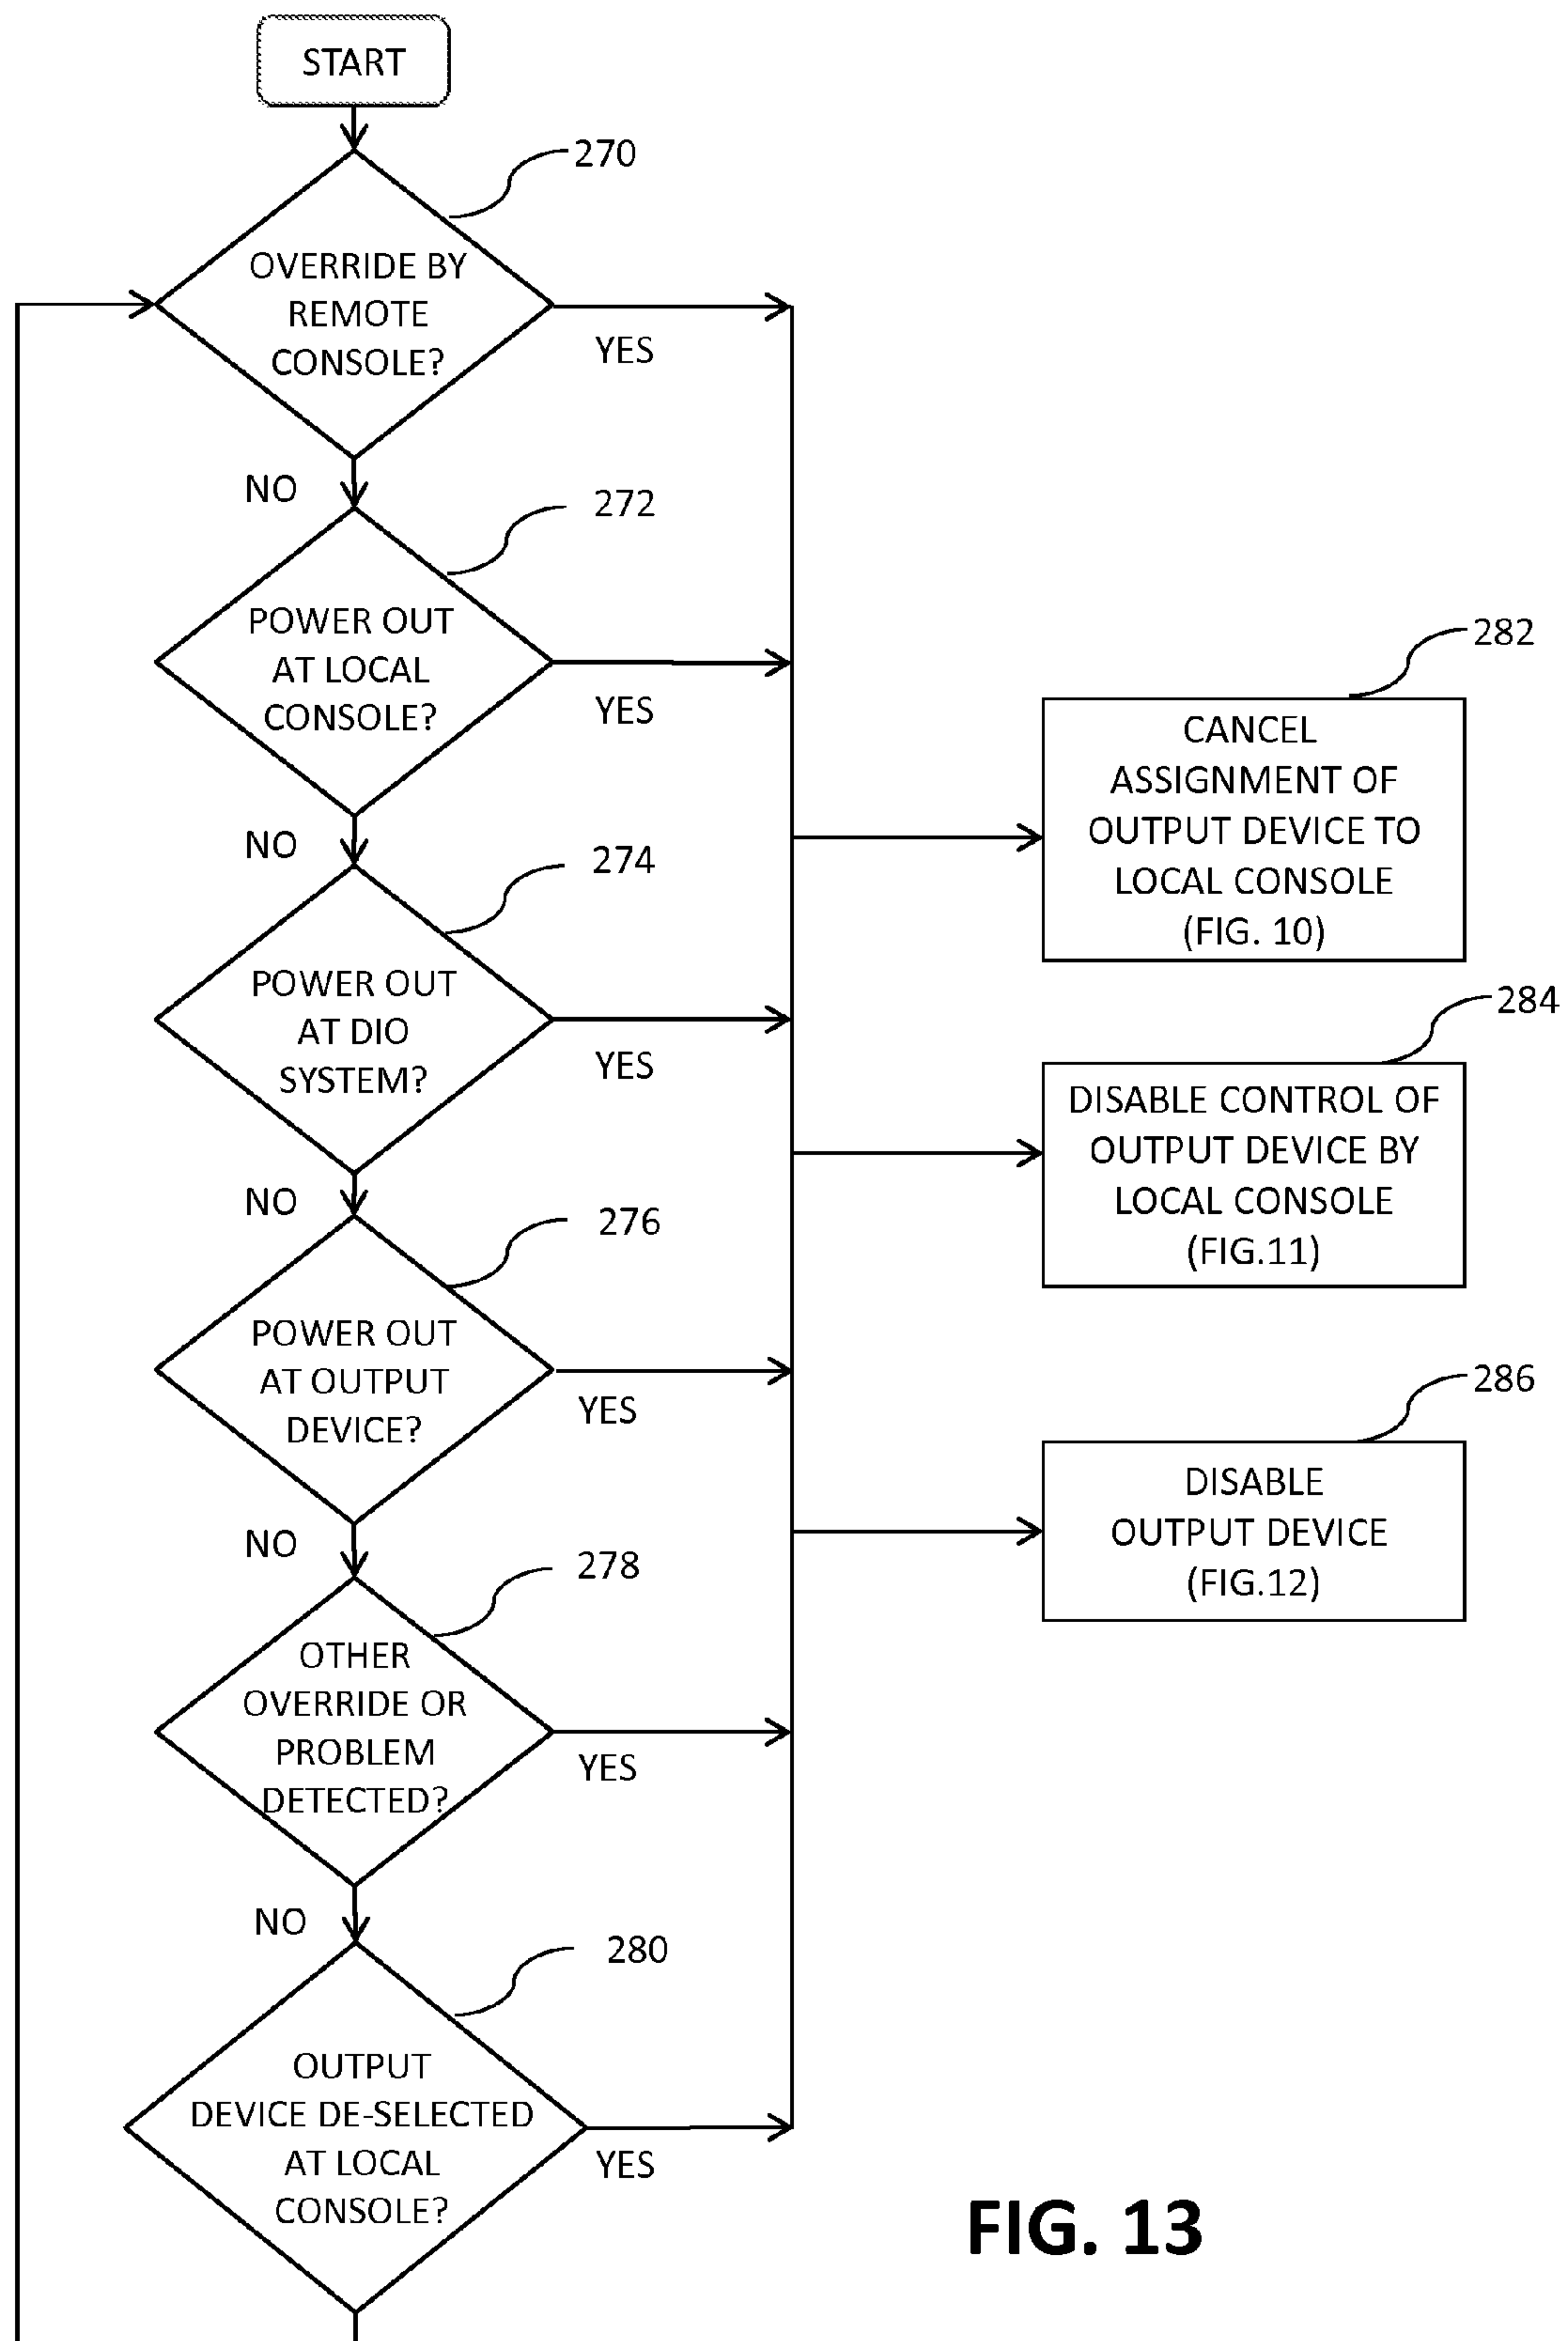 START
270
OVERRIDE BY
REMOTE
CONSOLE?
YES
NO
272
POWER OUT
AT LOCAL
CONSOLE?
YES
NO
274
POWER OUT
AT DIO
SYSTEM?
YES
NO
276
POWER OUT
AT OUTPUT
DEVICE?
YES
NO
278
OTHER
OVERRIDE OR
PROBLEM
DETECTED?
YES
NO
280
OUTPUT
DEVICE DE-SELECTED
AT LOCAL
CONSOLE?
YES
282
CANCEL
ASSIGNMENT OF
OUTPUT DEVICE TO
LOCAL CONSOLE
(FIG. 10)
284
DISABLE CONTROL OF
OUTPUT DEVICE BY
LOCAL CONSOLE
(FIG.11)
286
DISABLE
OUTPUT DEVICE
(FIG.12)
FIG. 13